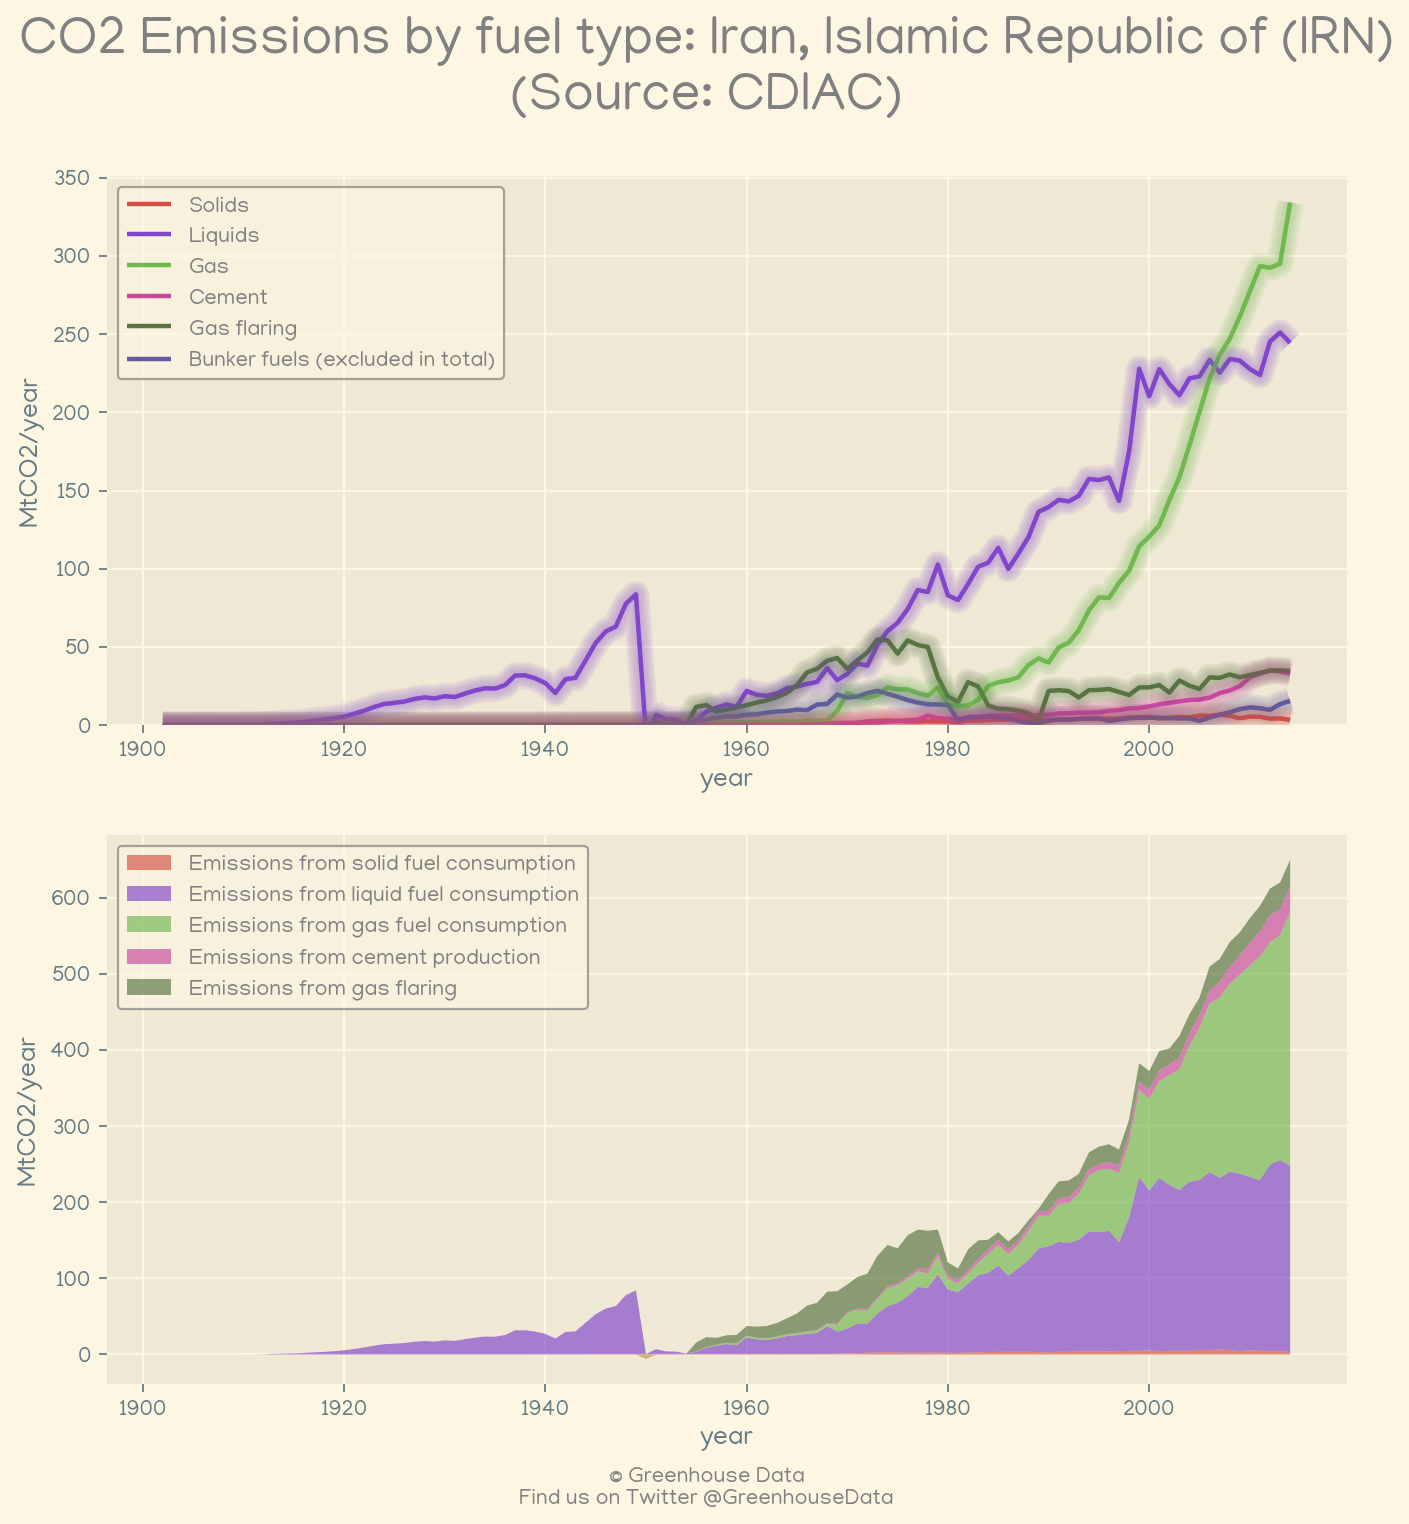 CO2 Emissions by fuel type: Iran, Islamic Republic of (IRN)
(Source: CDIAC)
350
300
250
200
150
100
50
0
MtCO2/year
Solids
Liquids
Gas
Cement
Gas flaring
Bunker fuels (excluded in total)
1900 1920 1940 1960 1980 2000
year
600
500
400
300
200
100
0
MtCO2/year
Emissions from solid fuel consumption
Emissions from liquid fuel consumption
Emissions from gas fuel consumption
Emissions from cement production
Emissions from gas flaring
1900 1920 1940 1960 1980 2000
year
© Greenhouse Data
Find us on Twitter @GreenhouseData